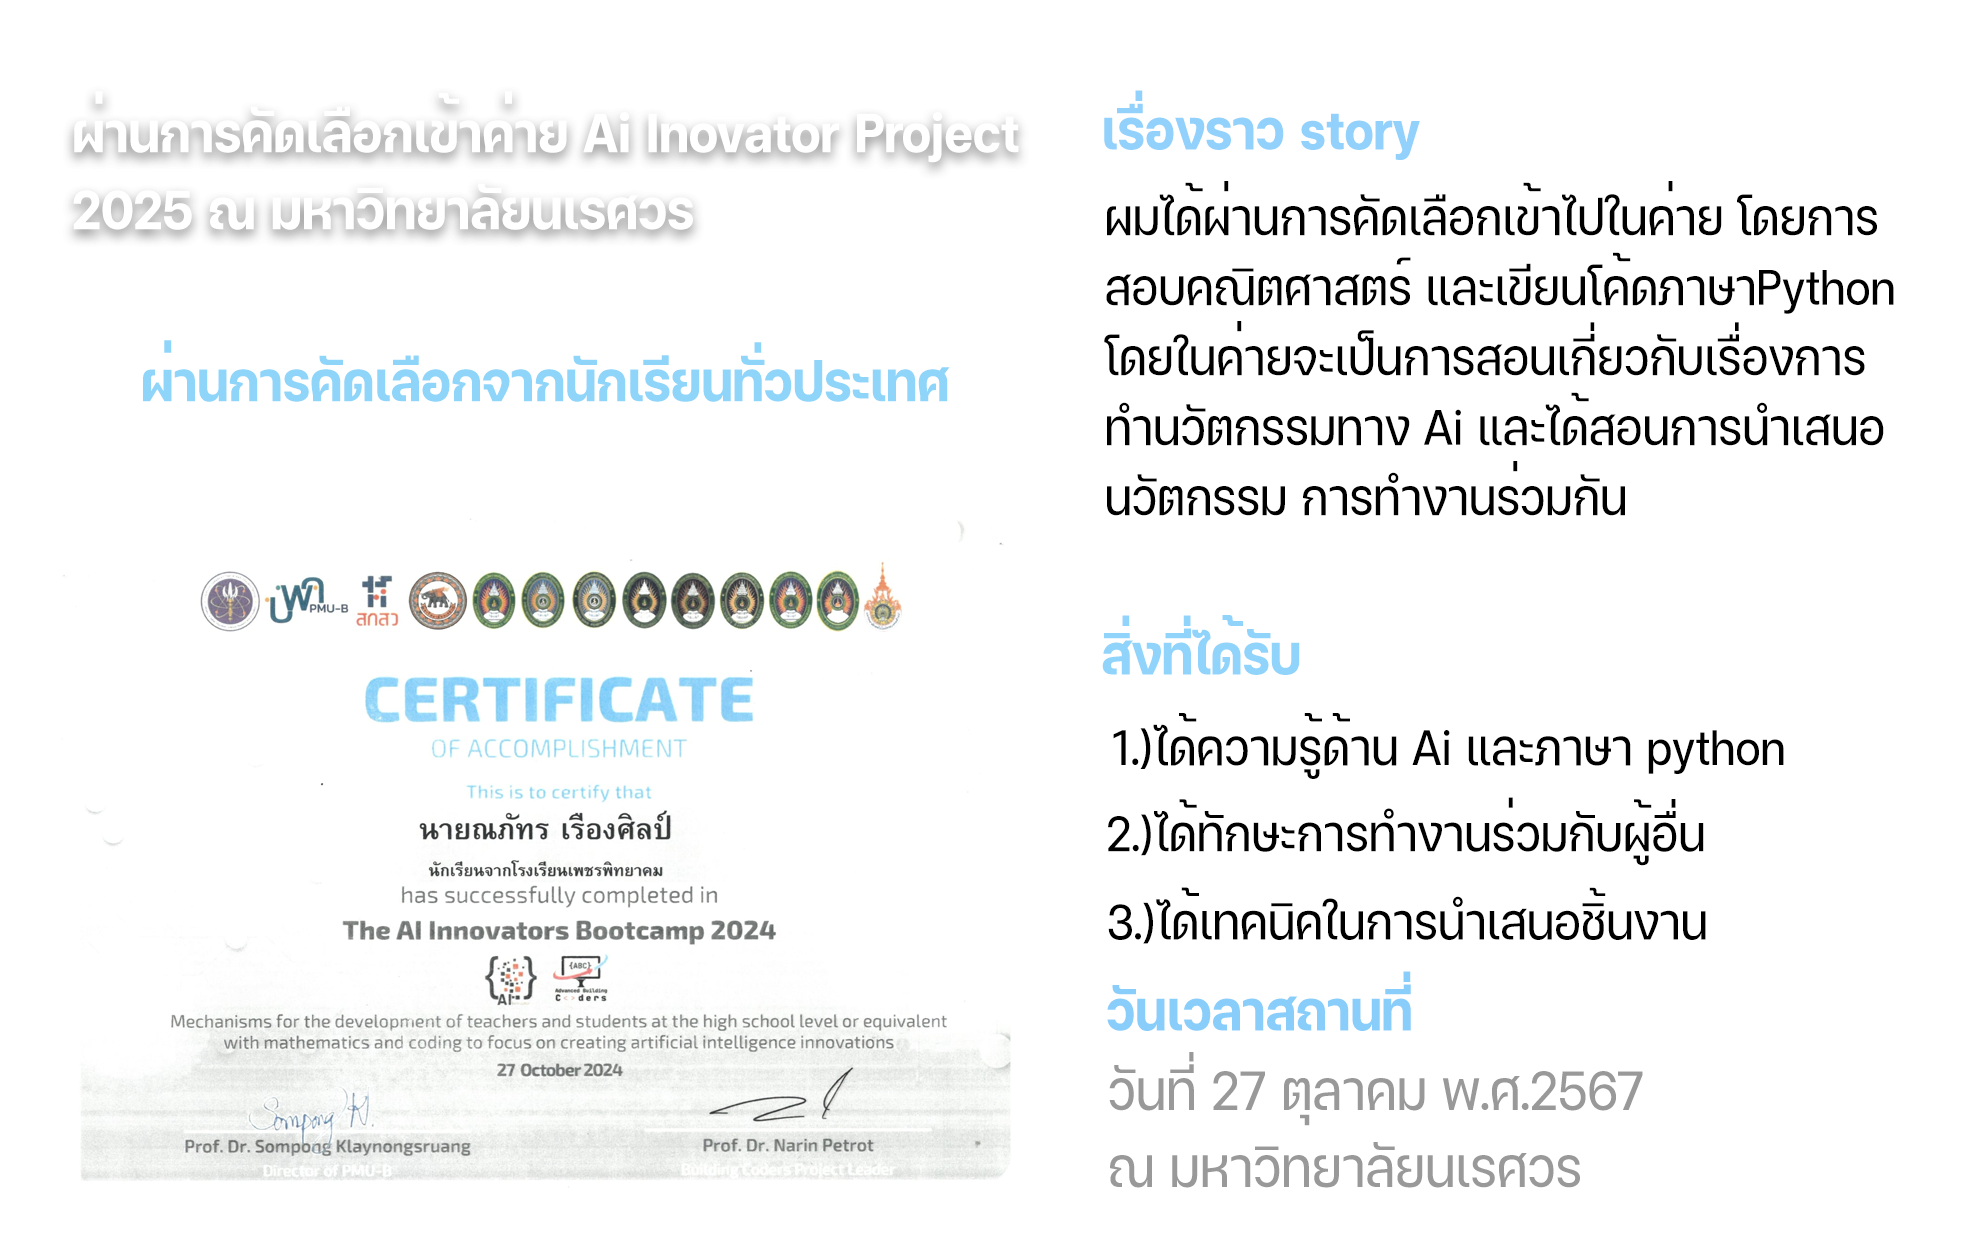 ผ่านการคัดเลือกเข้าค่าย Ai Inovator Project
2025 ณ มหาวิทยาลัยนเรศวร
ผ่านการคัดเลือกจากนักเรียนทั่วประเทศ
PMU-B
สกสว
CERTIFICATE
OF ACCOMPLISHMENT
This is to certify that
นายณภัทร เรืองศิลป์
นักเรียนจากโรงเรียนเพชรพิทยาคม
has successfully completed in
The AI Innovators Bootcamp 2024
AI
{ABC}
Advanced Building
C<>ders
Mechanisms for the development of teachers and students at the high school level or equivalent
with mathematics and coding to focus on creating artificial intelligence innovations
27 October 2024
Sompong K.
Prof. Dr. Sompong Klaynongsruang
Director of PMU-B
Prof. Dr. Narin Petrot
Building Coders Project Leader
เรื่องราว story
ผมได้ผ่านการคัดเลือกเข้าไปในค่าย โดยการ
สอบคณิตศาสตร์ และเขียนโค้ดภาษาPython
โดยในค่ายจะเป็นการสอนเกี่ยวกับเรื่องการ
ทำนวัตกรรมทาง Ai และได้สอนการนำเสนอ
นวัตกรรม การทำงานร่วมกัน
สิ่งที่ได้รับ
1.)ได้ความรู้ด้าน Ai และภาษา python
2.)ได้ทักษะการทำงานร่วมกับผู้อื่น
3.)ได้เทคนิคในการนำเสนอชิ้นงาน
วันเวลาสถานที่
วันที่ 27 ตุลาคม พ.ศ.2567
ณ มหาวิทยาลัยนเรศวร